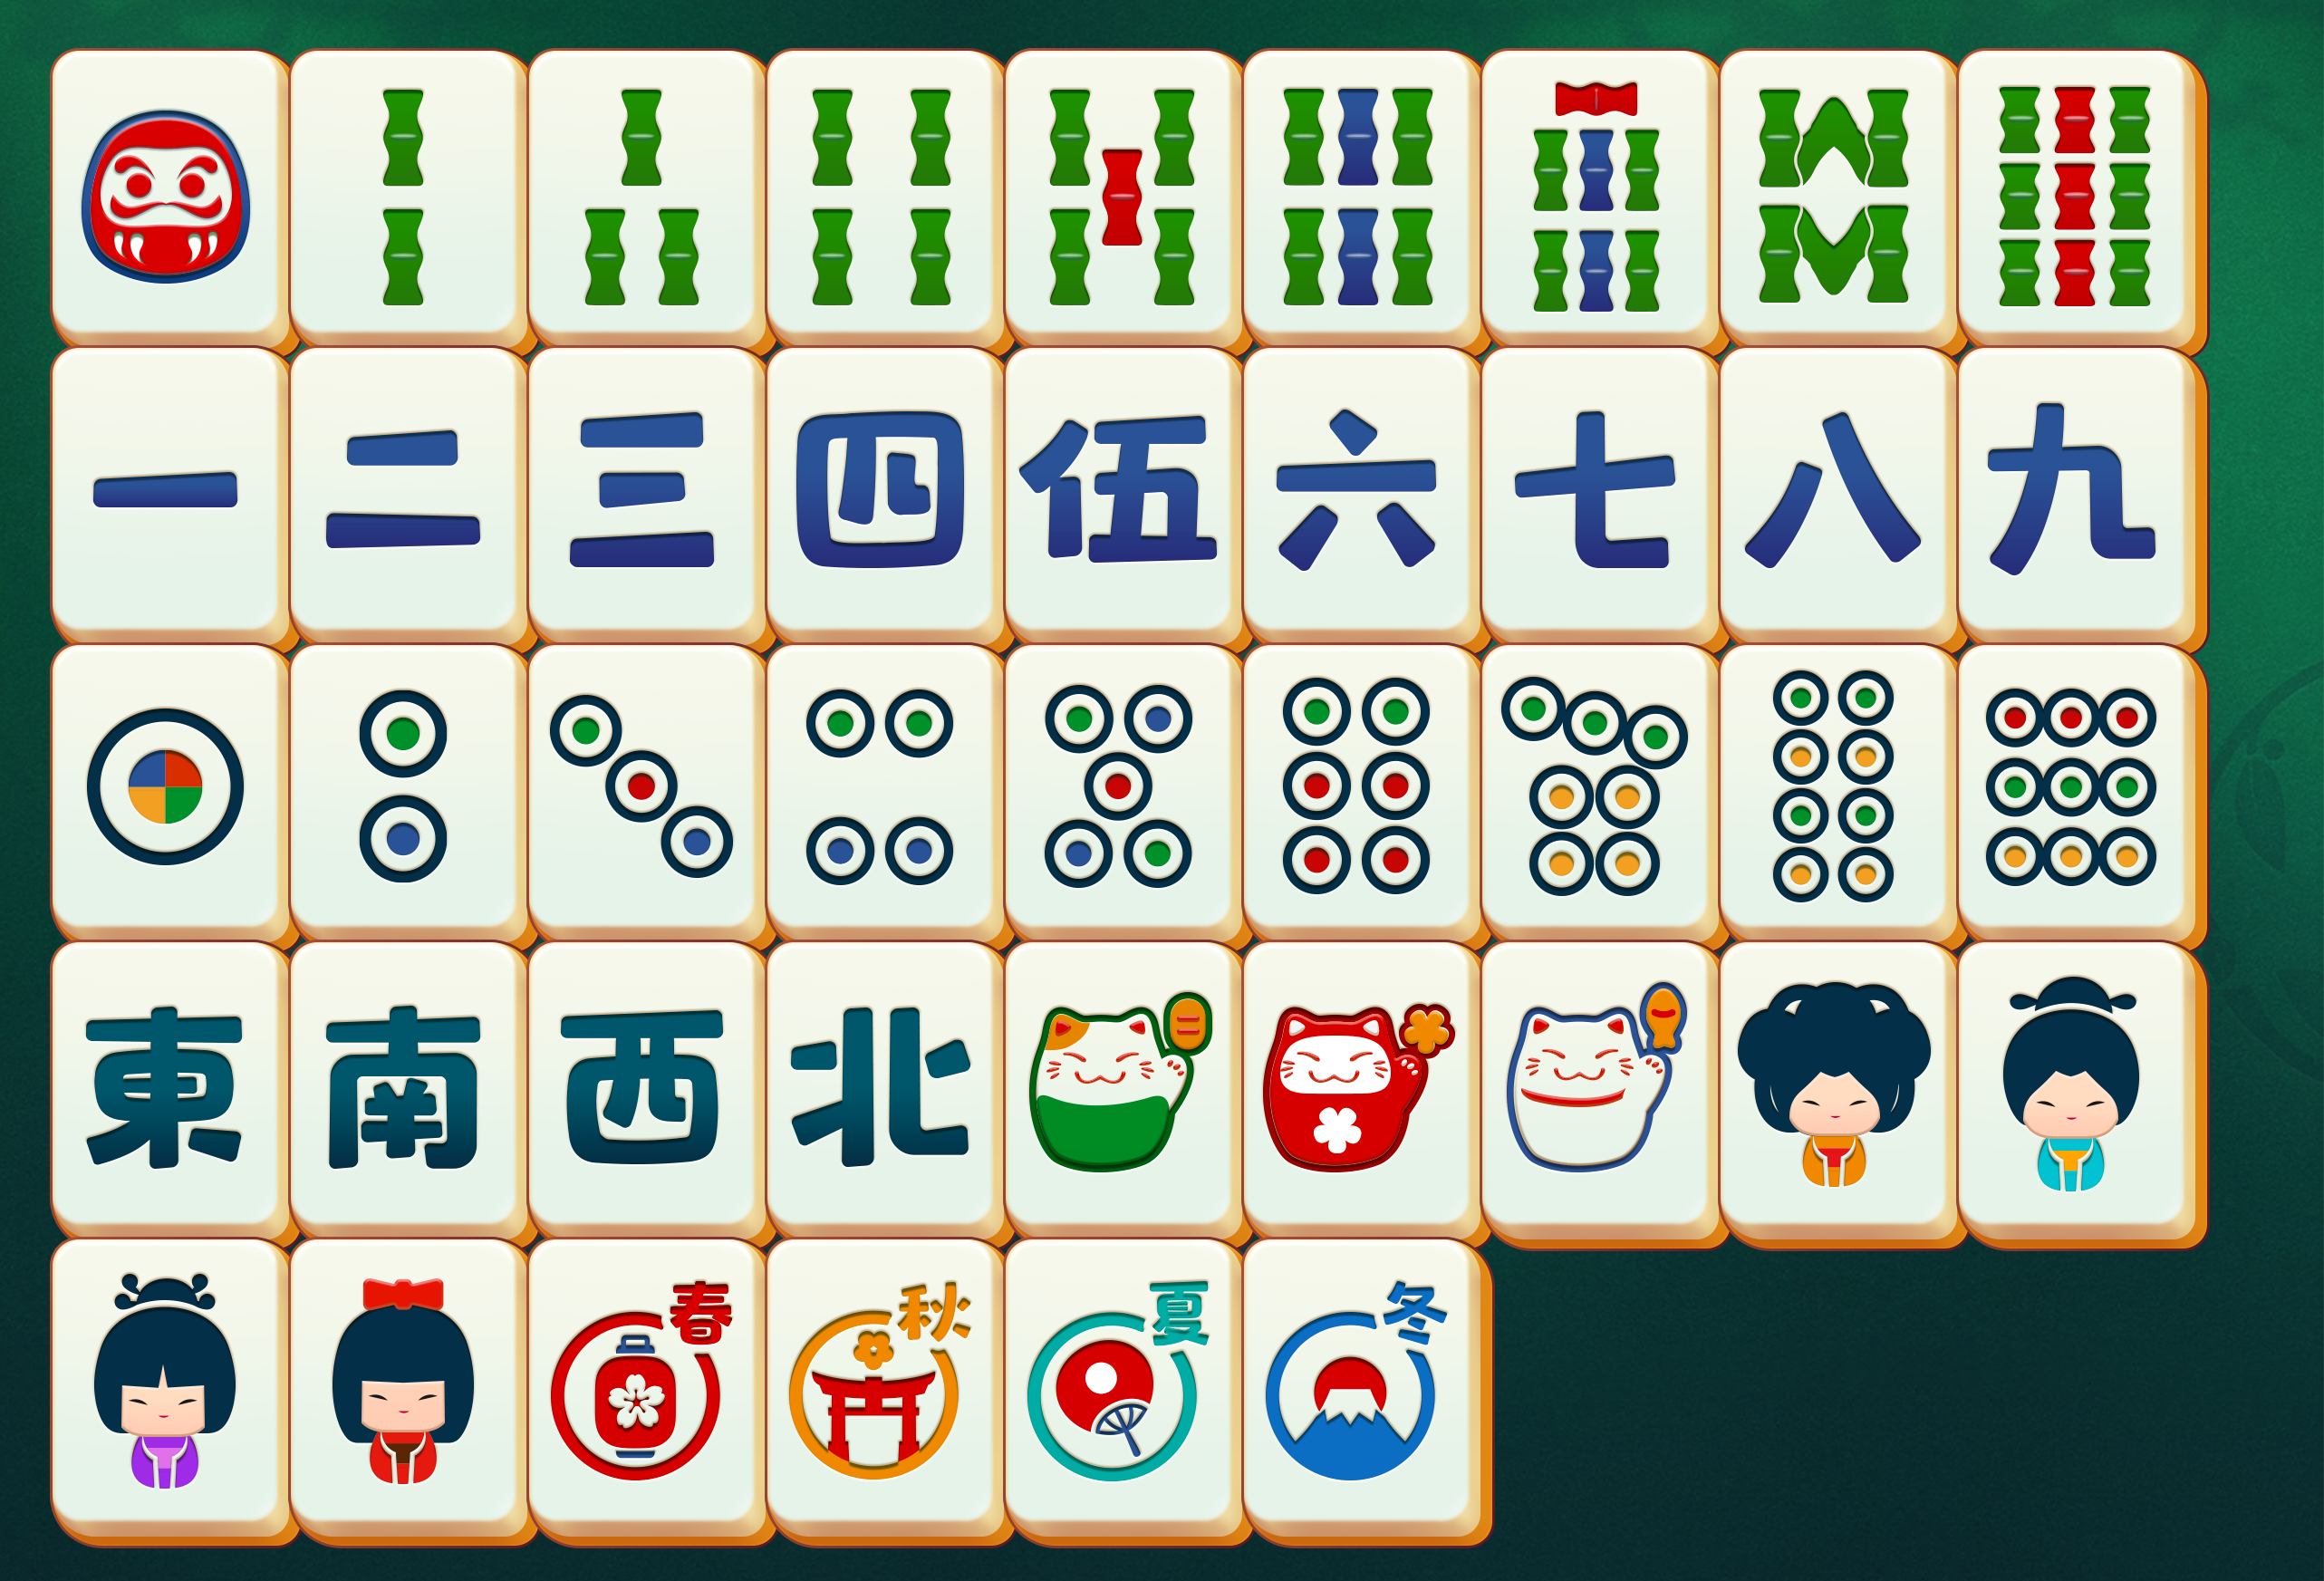 一 二 三 四 伍 六 七 八 九
東 南 西 北
春 秋 夏 冬